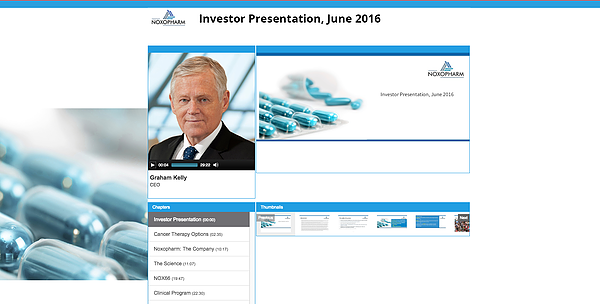 NOXOPHARM
Investor Presentation, June 2016
NOXOPHARM
Investor Presentation, June 2016
00:04
29:22
Graham Kelly
CEO
Chapters
Thumbnails
Investor Presentation (00:00)
Previous
Next
Cancer Therapy Options (02:35)
Noxopharm: The Company (10:17)
The Science (11:07)
NOX66 (19:47)
Clinical Program (22:30)